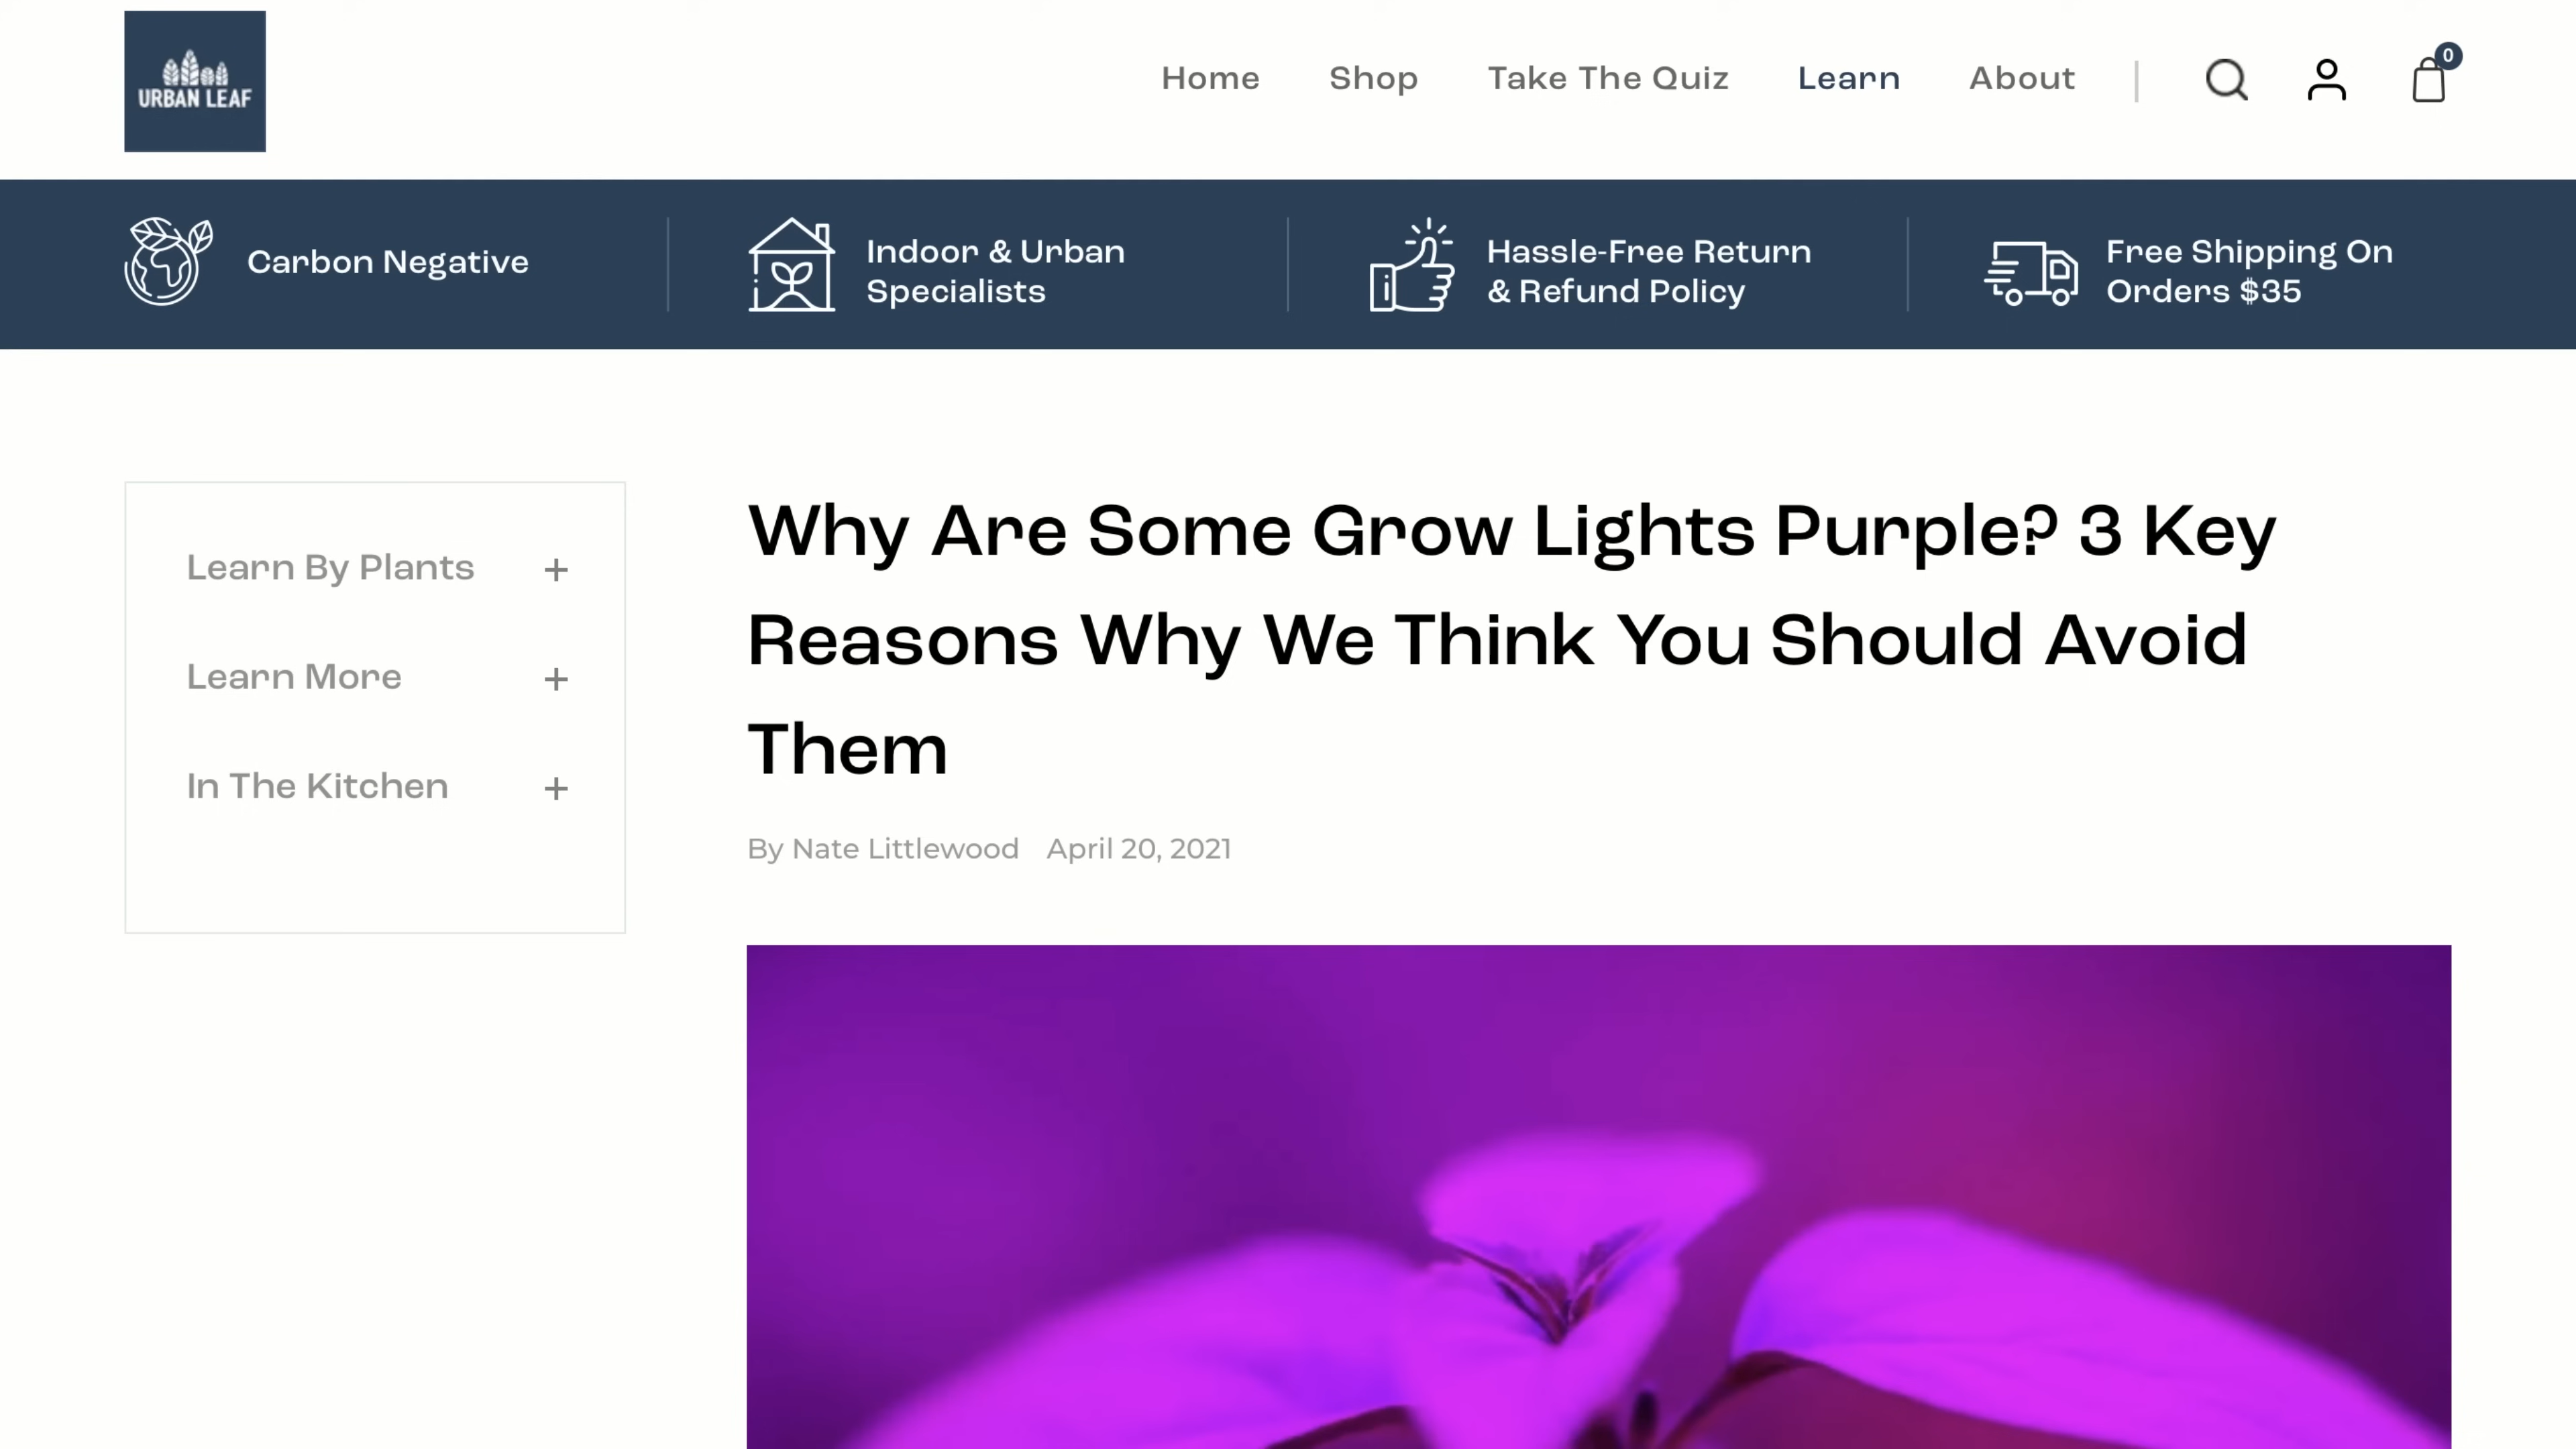 URBAN LEAF
Home
Shop
Take The Quiz
Learn
About
0
Carbon Negative
Indoor & Urban
Specialists
Hassle-Free Return
& Refund Policy
Free Shipping On
Orders $35
Learn By Plants +
Learn More +
In The Kitchen +
Why Are Some Grow Lights Purple? 3 Key
Reasons Why We Think You Should Avoid
Them
By Nate Littlewood April 20, 2021